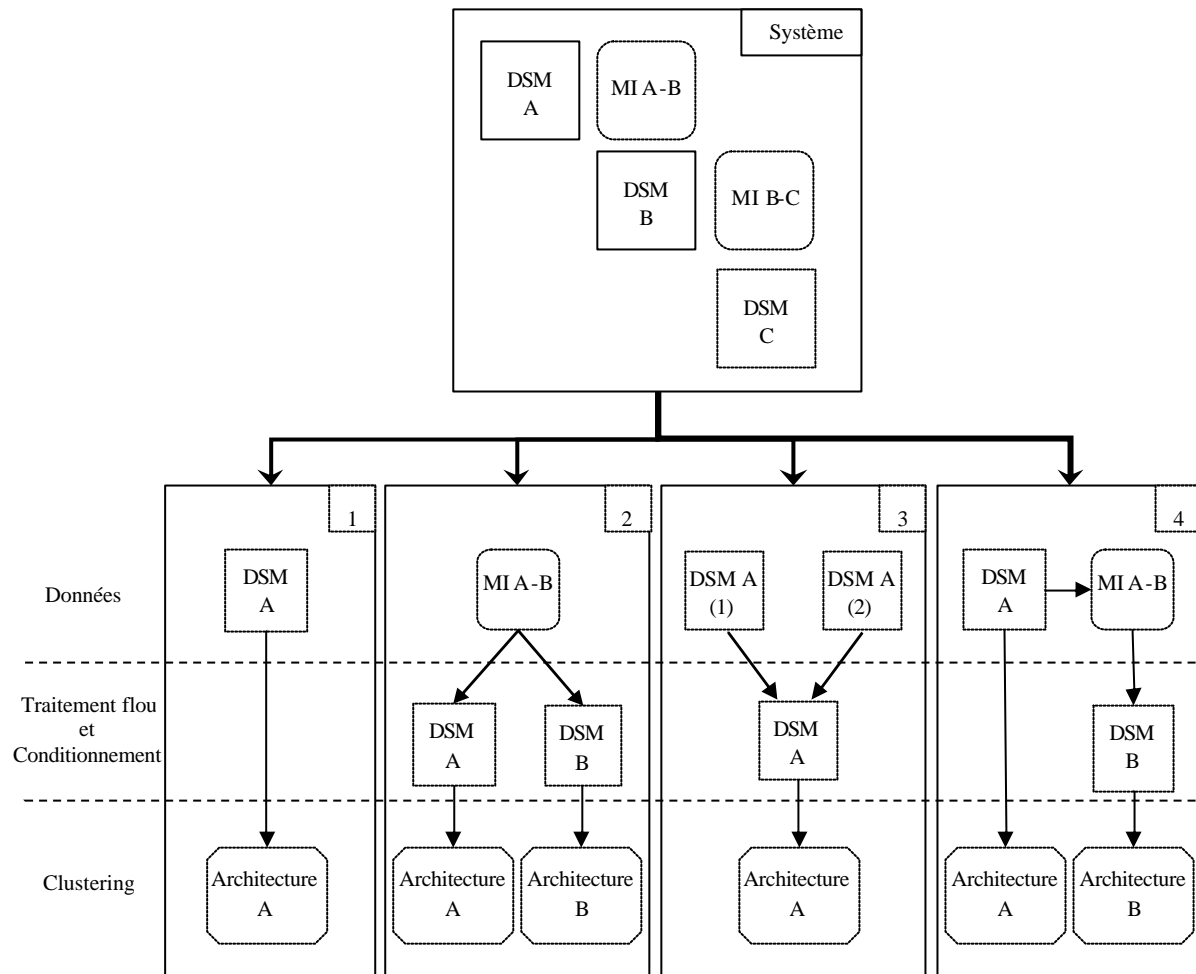 Système
DSM
A
MI A-B
DSM
B
MI B-C
DSM
C
1
2
3
4
Données
DSM
A
MI A-B
DSM A
(1)
DSM A
(2)
DSM
A
MI A-B
Traitement flou
et
Conditionnement
DSM
A
DSM
B
DSM
A
DSM
B
Clustering
Architecture
A
Architecture
A
Architecture
B
Architecture
A
Architecture
A
Architecture
B